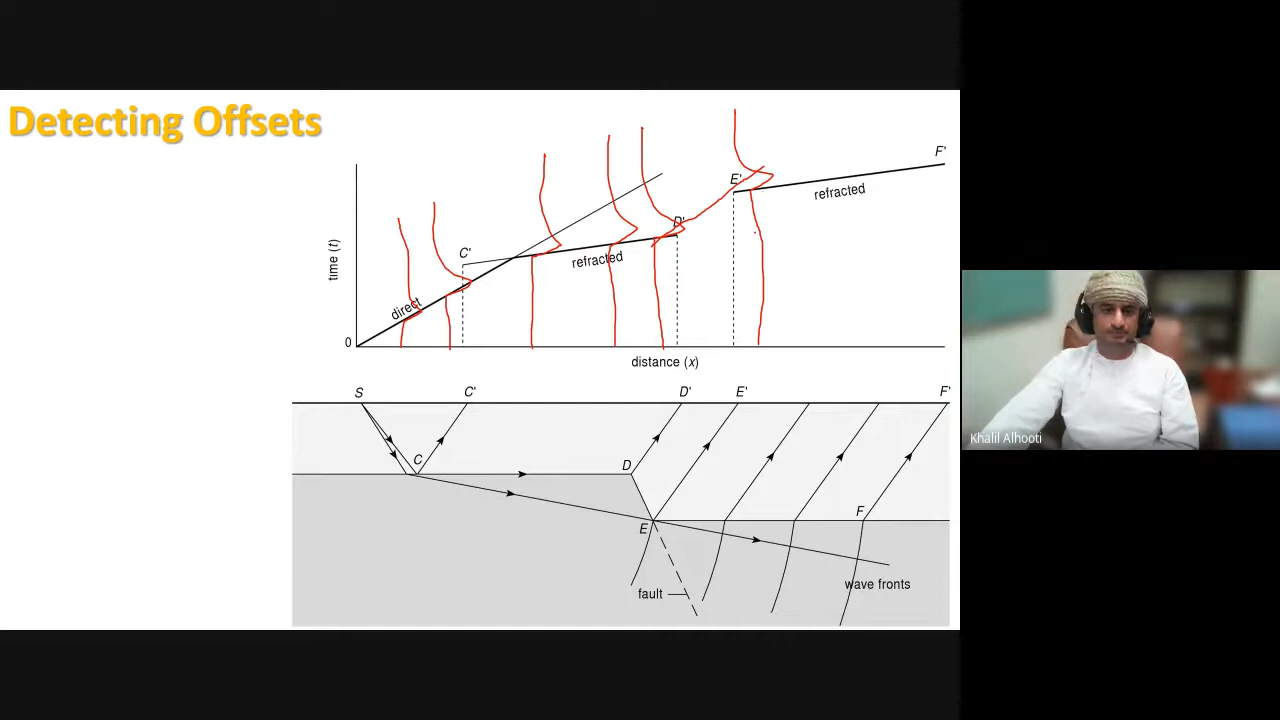 Detecting Offsets
F'
E'
refracted
D'
C'
refracted
time (t)
direct
0
distance (x)
S
C'
D'
E'
F'
C
D
E
F
wave fronts
fault
Khalil Alhooti